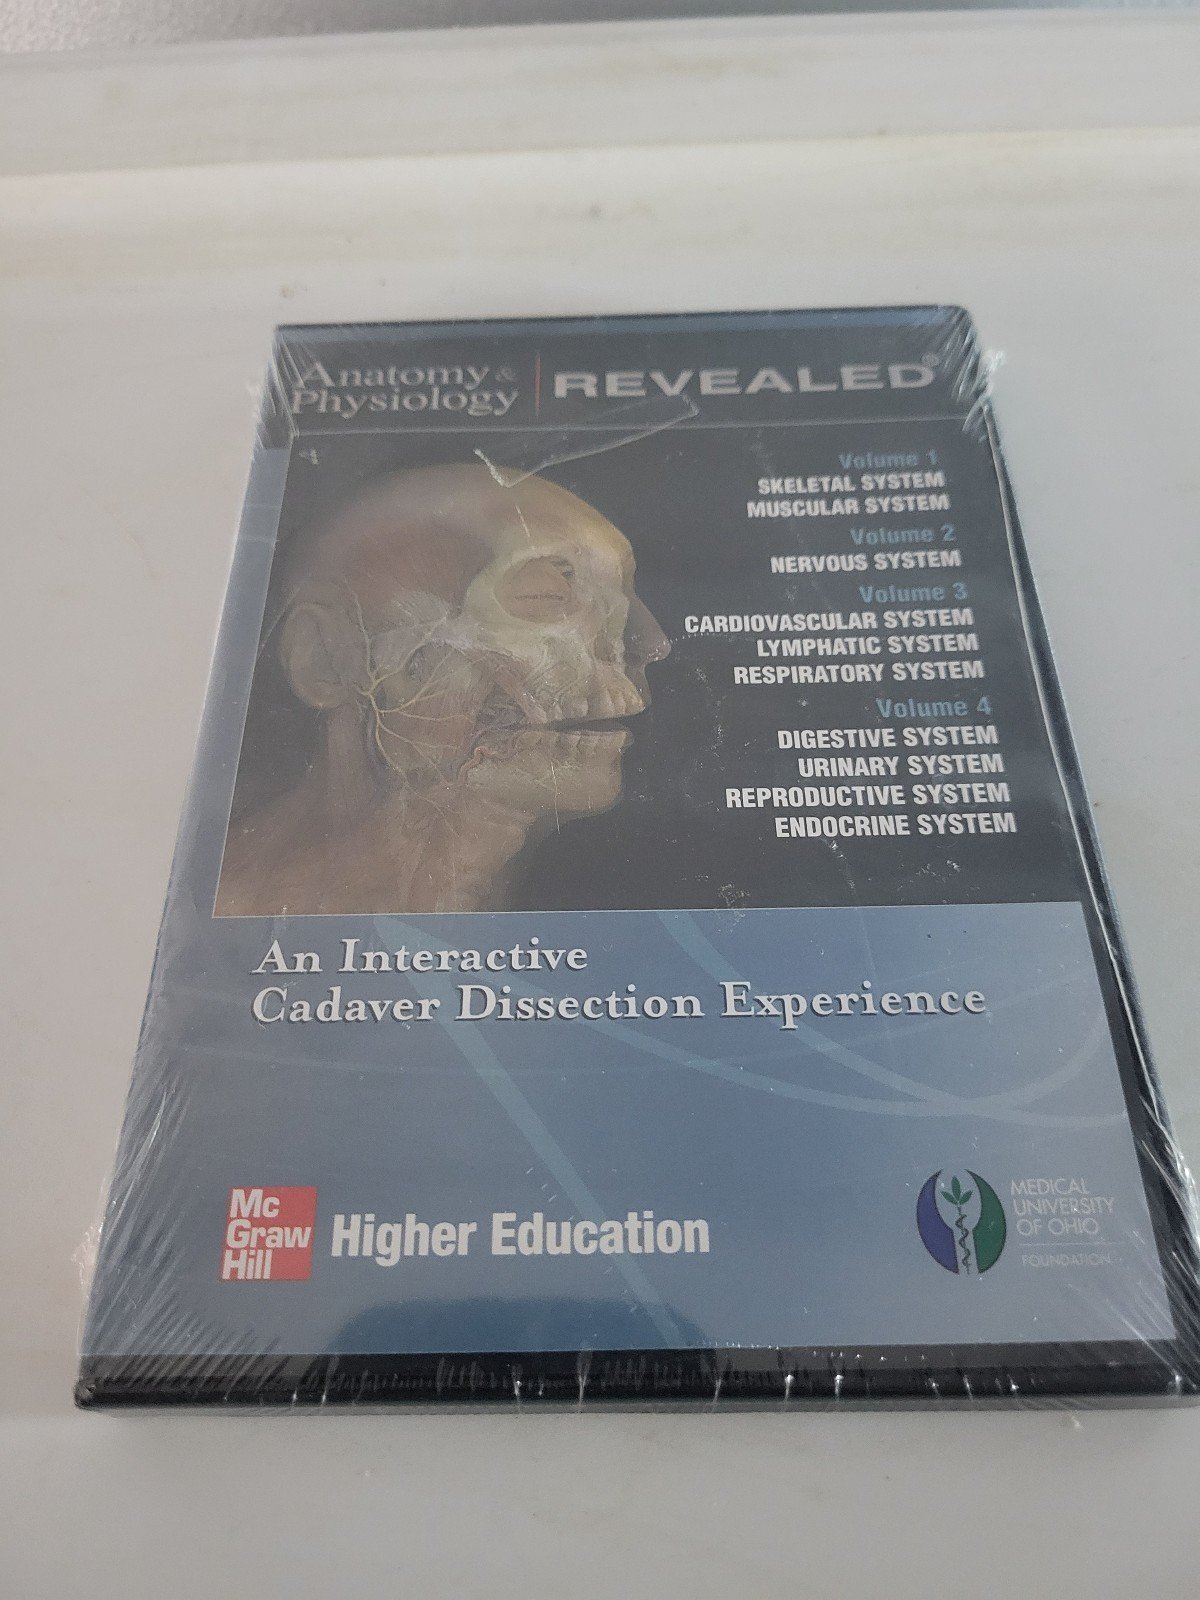 Anatomy &
Physiology
REVEALED®
Volume 1
SKELETAL SYSTEM
MUSCULAR SYSTEM
Volume 2
NERVOUS SYSTEM
Volume 3
CARDIOVASCULAR SYSTEM
LYMPHATIC SYSTEM
RESPIRATORY SYSTEM
Volume 4
DIGESTIVE SYSTEM
URINARY SYSTEM
REPRODUCTIVE SYSTEM
ENDOCRINE SYSTEM
An Interactive
Cadaver Dissection Experience
Mc
Graw
Hill
Higher Education
MEDICAL
UNIVERSITY
OF OHIO
FOUNDATION